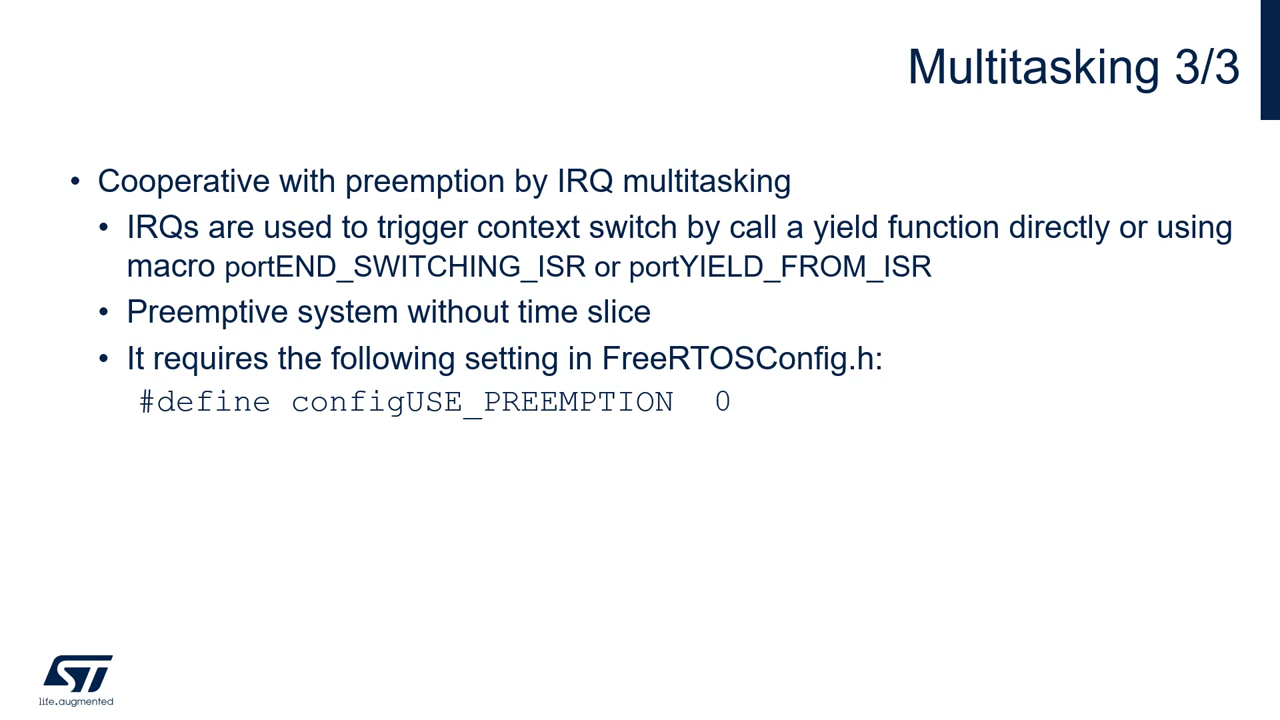 Multitasking 3/3
• Cooperative with preemption by IRQ multitasking
• IRQs are used to trigger context switch by call a yield function directly or using
macro portEND_SWITCHING_ISR or portYIELD_FROM_ISR
• Preemptive system without time slice
• It requires the following setting in FreeRTOSConfig.h:
#define configUSE_PREEMPTION 0
ST
life.augmented